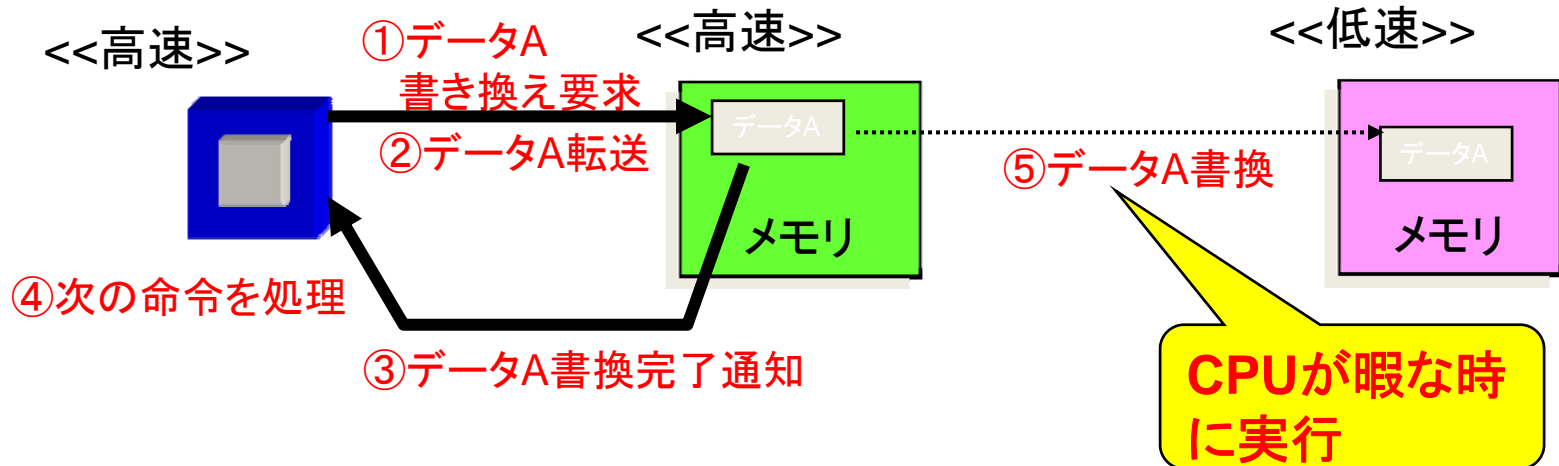 <<高速>>
①データA
書き換え要求
②データA転送
<<高速>>
データA
メモリ
<<低速>>
データA
メモリ
⑤データA書換
④次の命令を処理
③データA書換完了通知
CPUが暇な時
に実行